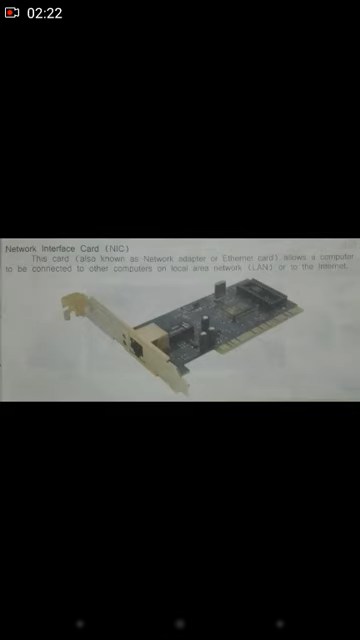 02:22
Network Interface Card (NIC)
This card (also known as Network adapter or Ethernet card) allows a computer
to be connected to other computers on local area network (LAN) or to the Internet.